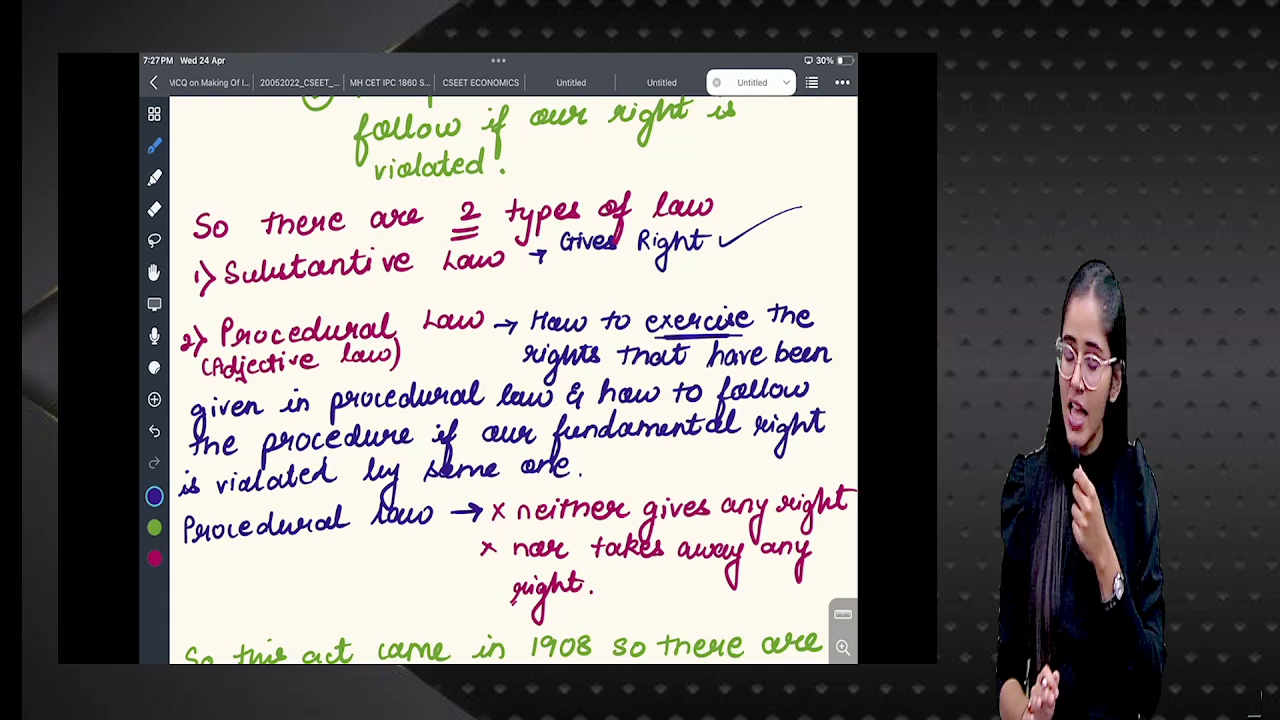 7:27PM Wed 24 Apr
30%
MCQ on Making Of I... 20052022_CSEET_... MH CET IPC 1860 S... CSEET ECONOMICS Untitled Untitled Untitled
follow if our right is
violated.
So there are 2 types of law
1) Substantive Law → Gives Right ✓
2) Procedural Law → How to exercise the
(Adjective law) rights that have been
given in procedural law & how to follow
the procedure if our fundamental right
is violated by some one.
Procedural Law → x neither gives any right
x nor takes away any
right.
So this act came in 1908 so there are